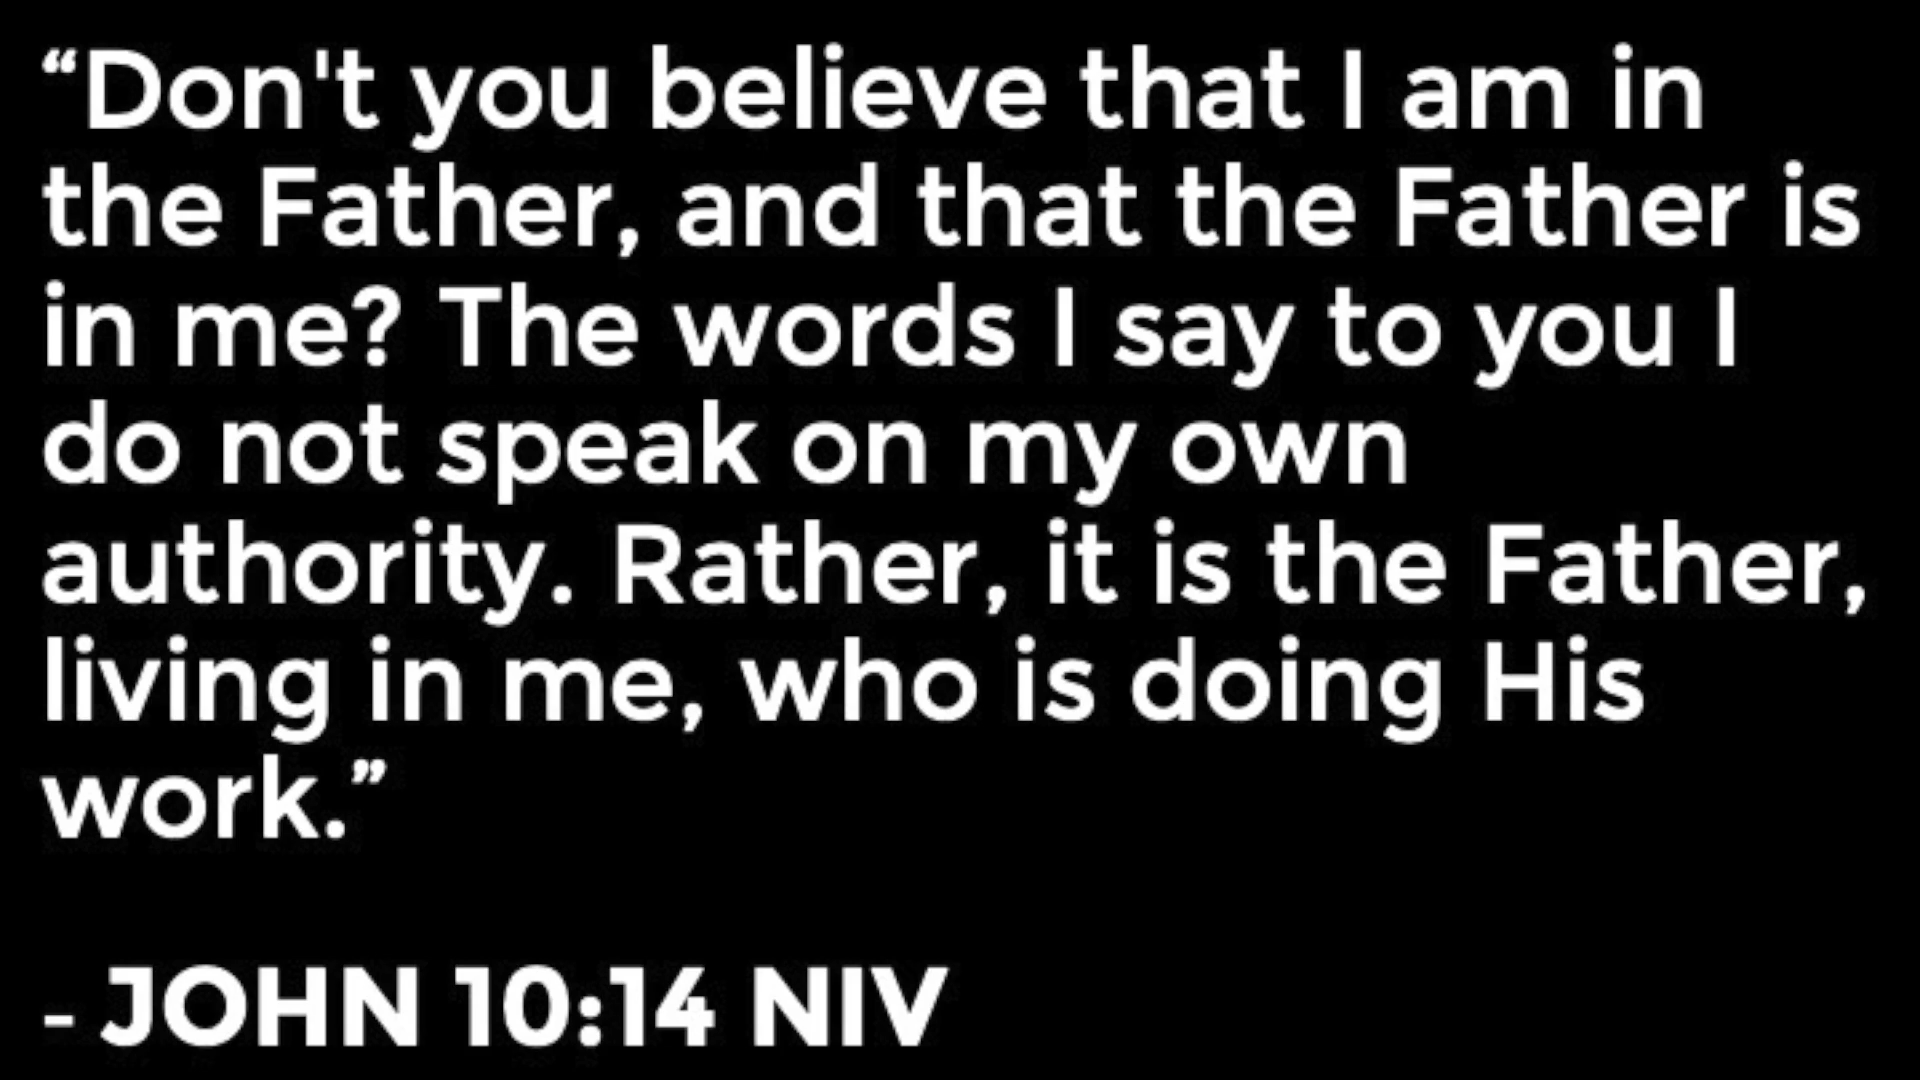 “Don't you believe that I am in
the Father, and that the Father is
in me? The words I say to you I
do not speak on my own
authority. Rather, it is the Father,
living in me, who is doing His
work.”
- JOHN 10:14 NIV